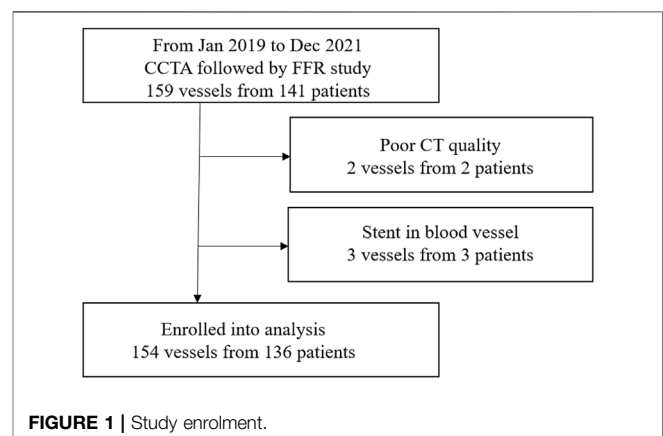 From Jan 2019 to Dec 2021
CCTA followed by FFR study
159 vessels from 141 patients
Poor CT quality
2 vessels from 2 patients
Stent in blood vessel
3 vessels from 3 patients
Enrolled into analysis
154 vessels from 136 patients
FIGURE 1 | Study enrolment.